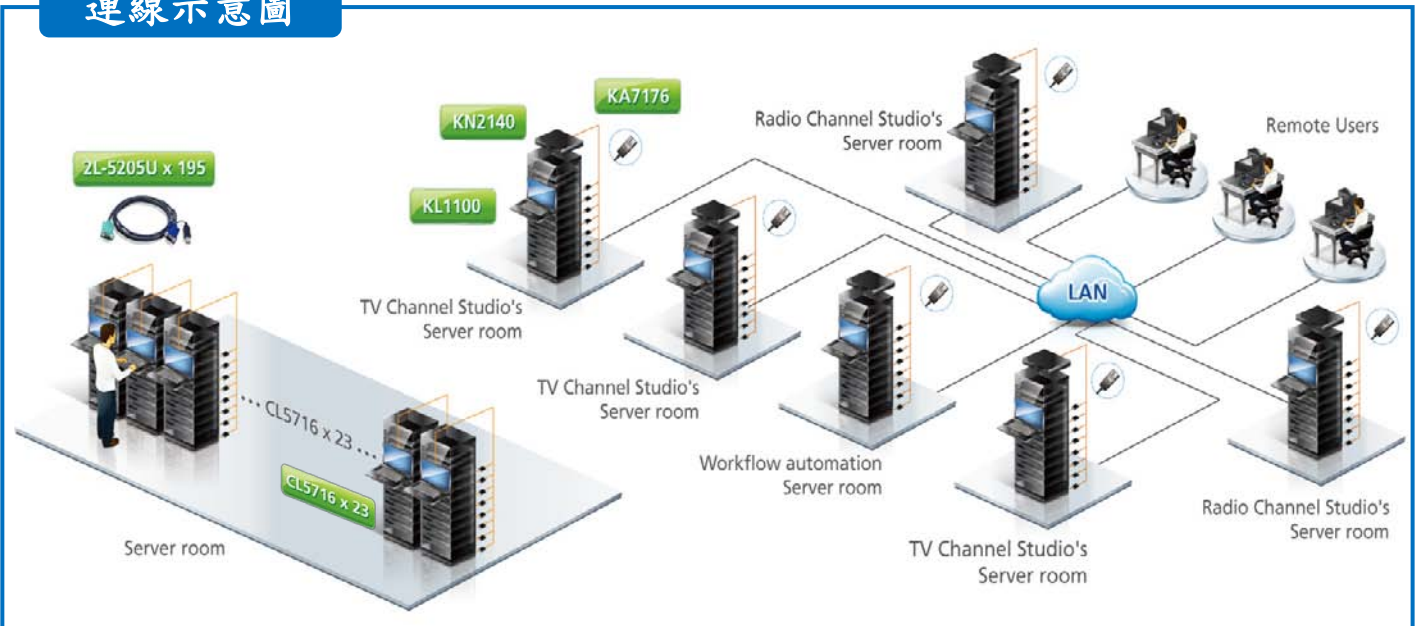 連線示意圖
KA7176
KN2140
2L-5205U x 195
KL1100
Radio Channel Studio's
Server room
Remote Users
LAN
TV Channel Studio's
Server room
TV Channel Studio's
Server room
... CL5716 x 23 ...
CL5716 x 23
Server room
Workflow automation
Server room
TV Channel Studio's
Server room
Radio Channel Studio's
Server room